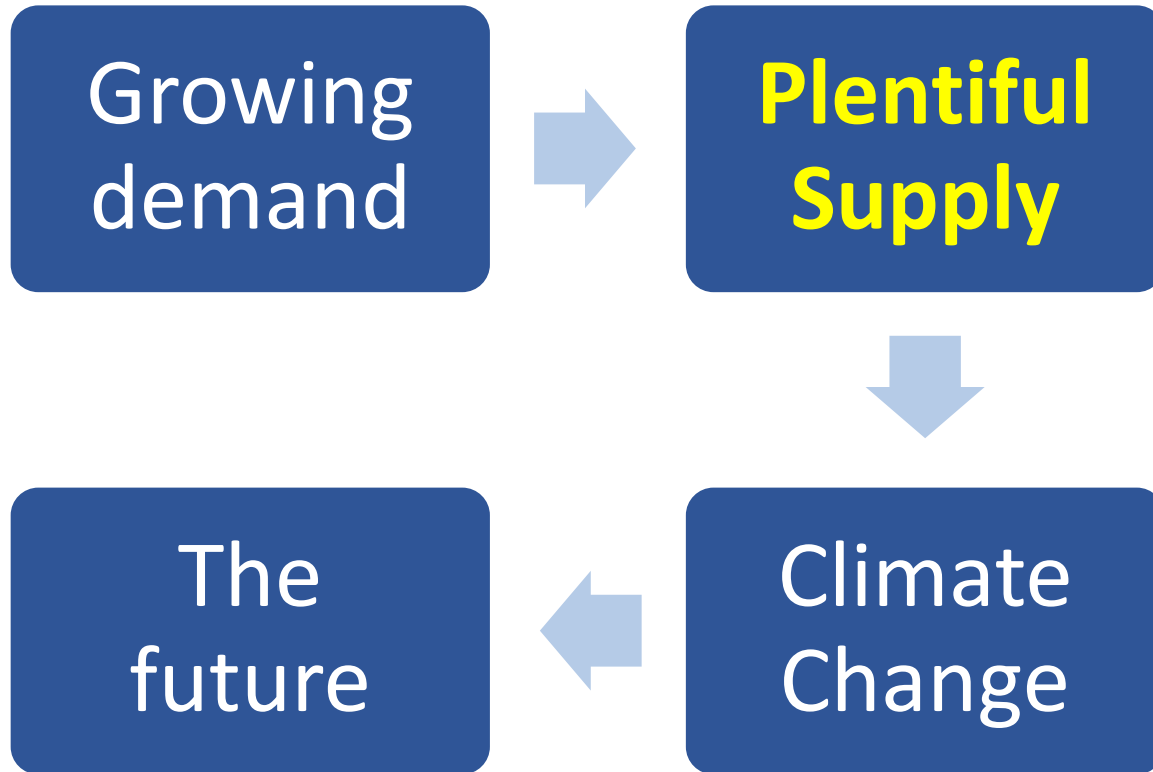 Growing
demand
Plentiful
Supply
Climate
Change
The
future